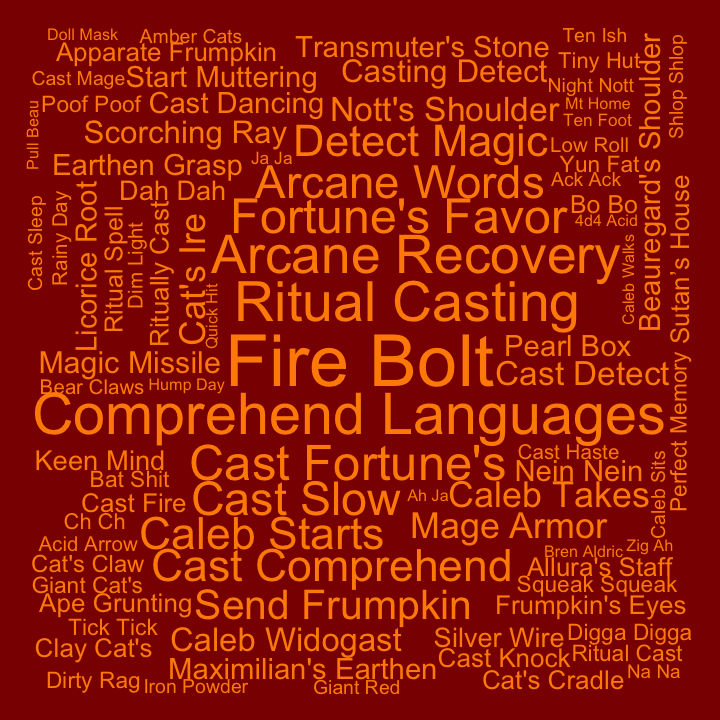 Doll Mask
Amber Cats
Ten Ish
Apparate Frumpkin
Transmuter's Stone
Tiny Hut
Cast Mage
Start Muttering
Casting Detect
Night Nott
Beauregard's Shoulder
Shlop Shlop
Poof Poof
Cast Dancing
Nott's Shoulder
Mt Home
Ten Foot
Pull Beau
Scorching Ray
Detect Magic
Low Roll
Earthen Grasp
Ja Ja
Yun Fat
Dah Dah
Arcane Words
Ack Ack
Cast Sleep
Rainy Day
Licorice Root
Ritual Spell
Dim Light
Ritually Cast
Cat's Ire
Quick Hit
Fortune's Favor
Bo Bo
4d4 Acid
Caleb Walks
Sutan's House
Arcane Recovery
Ritual Casting
Fire Bolt
Pearl Box
Magic Missile
Cast Detect
Bear Claws
Hump Day
Comprehend Languages
Perfect Memory
Keen Mind
Cast Fortune's
Cast Haste
Nein Nein
Caleb Sits
Bat Shit
Cast Fire
Cast Slow
Ah Ja
Caleb Takes
Ch Ch
Caleb Starts
Mage Armor
Acid Arrow
Bren Aldric
Zig Ah
Cat's Claw
Cast Comprehend
Allura's Staff
Giant Cat's
Squeak Squeak
Ape Grunting
Send Frumpkin
Frumpkin's Eyes
Tick Tick
Clay Cat's
Caleb Widogast
Silver Wire
Digga Digga
Maximilian's Earthen
Cast Knock
Ritual Cast
Dirty Rag
Iron Powder
Giant Red
Cat's Cradle
Na Na